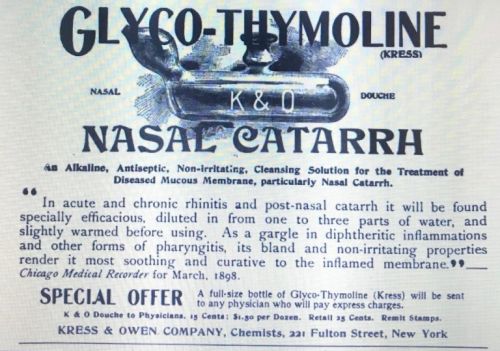 GLYCO-THYMOLINE
(KRESS)
NASAL K & O DOUCHE
NASAL CATARRH
An Alkaline, Antiseptic, Non-irritating, Cleansing Solution for the Treatment of
Diseased Mucous Membrane, particularly Nasal Catarrh.
“ In acute and chronic rhinitis and post-nasal catarrh it will be found
specially efficacious, diluted in from one to three parts of water, and
slightly warmed before using. As a gargle in diphtheritic inflammations
and other forms of pharyngitis, its bland and non-irritating properties
render it most soothing and curative to the inflamed membrane.”—
Chicago Medical Recorder for March, 1898.
SPECIAL OFFER A full-size bottle of Glyco-Thymoline (Kress) will be sent
to any physician who will pay express charges.
K & O Douche to Physicians, 15 Cents; $1.50 per Dozen. Retail 25 Cents. Remit Stamps.
KRESS & OWEN COMPANY, Chemists, 221 Fulton Street, New York